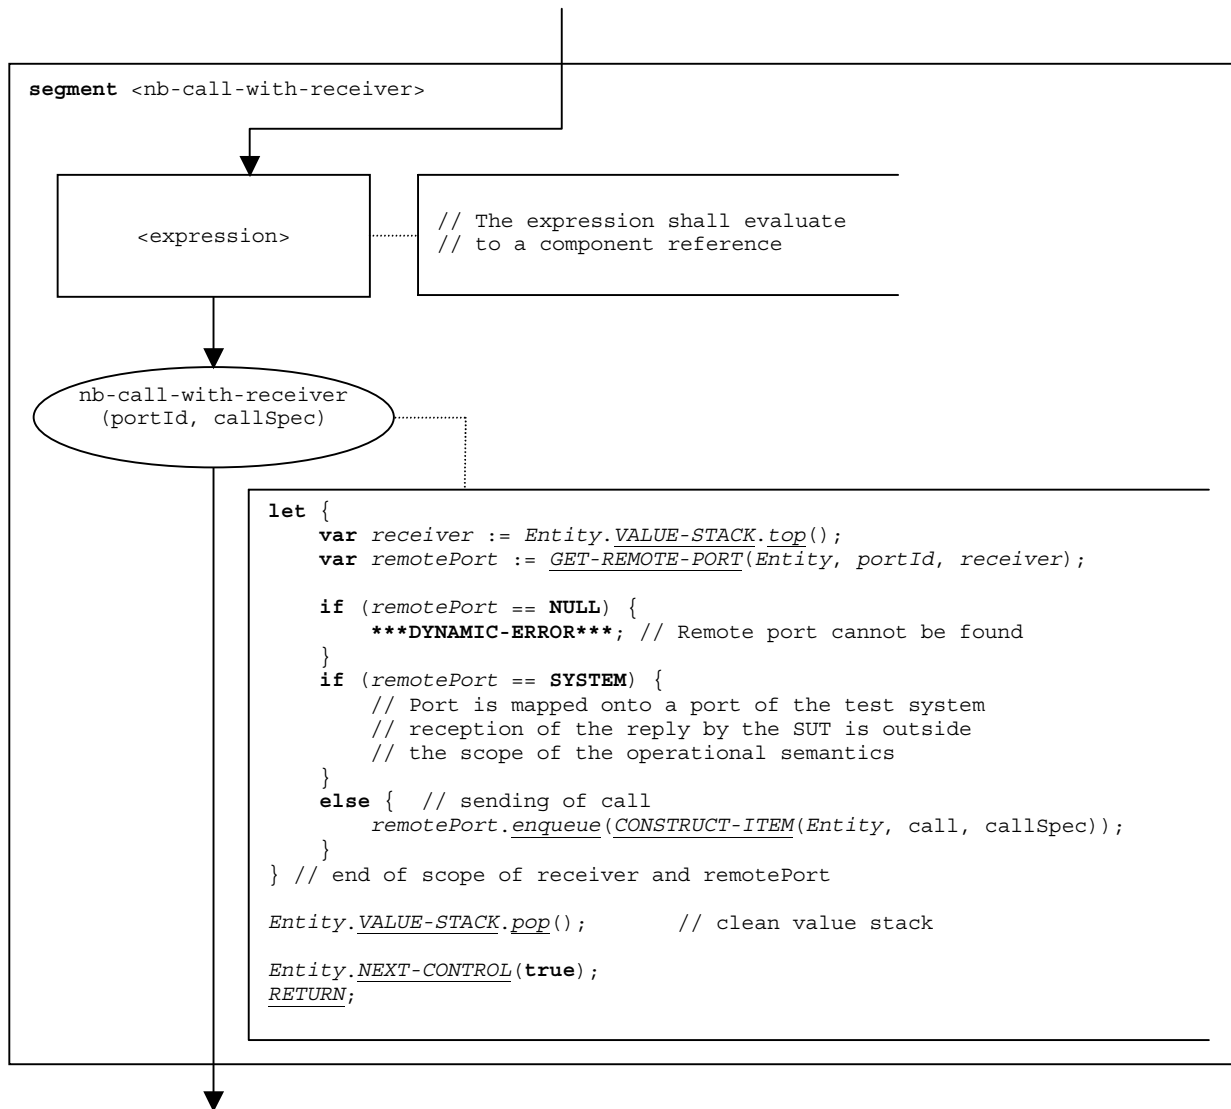 segment <nb-call-with-receiver>
<expression>
// The expression shall evaluate
// to a component reference
nb-call-with-receiver
(portId, callSpec)
let {
var receiver := Entity.VALUE-STACK.top();
var remotePort := GET-REMOTE-PORT(Entity, portId, receiver);
if (remotePort == NULL) {
***DYNAMIC-ERROR***; // Remote port cannot be found
}
if (remotePort == SYSTEM) {
// Port is mapped onto a port of the test system
// reception of the reply by the SUT is outside
// the scope of the operational semantics
}
else { // sending of call
remotePort.enqueue(CONSTRUCT-ITEM(Entity, call, callSpec));
}
} // end of scope of receiver and remotePort
Entity.VALUE-STACK.pop(); // clean value stack
Entity.NEXT-CONTROL(true);
RETURN;